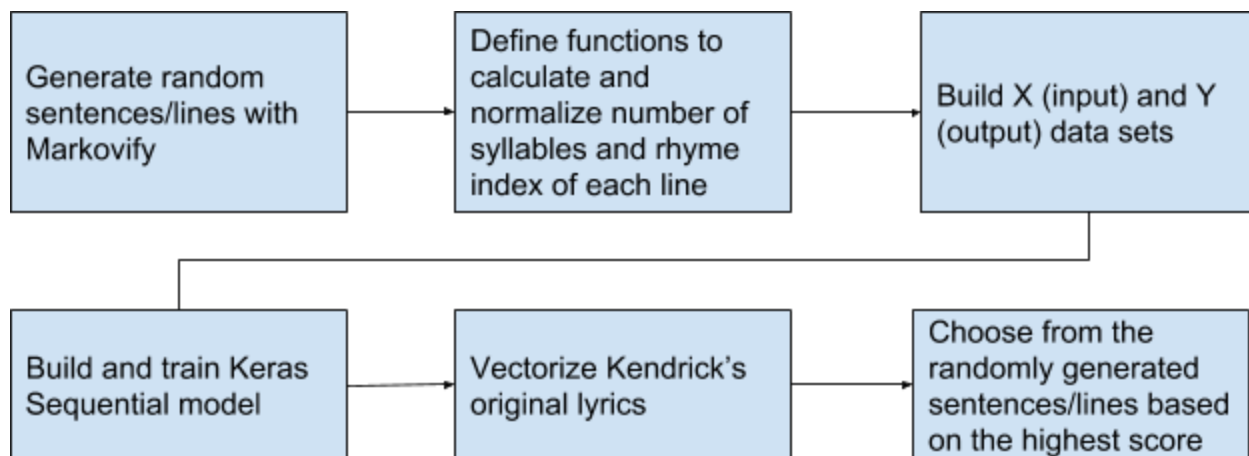 Generate random
sentences/lines with
Markovify
Define functions to
calculate and
normalize number of
syllables and rhyme
index of each line
Build X (input) and Y
(output) data sets
Build and train Keras
Sequential model
Vectorize Kendrick's
original lyrics
Choose from the
randomly generated
sentences/lines based
on the highest score